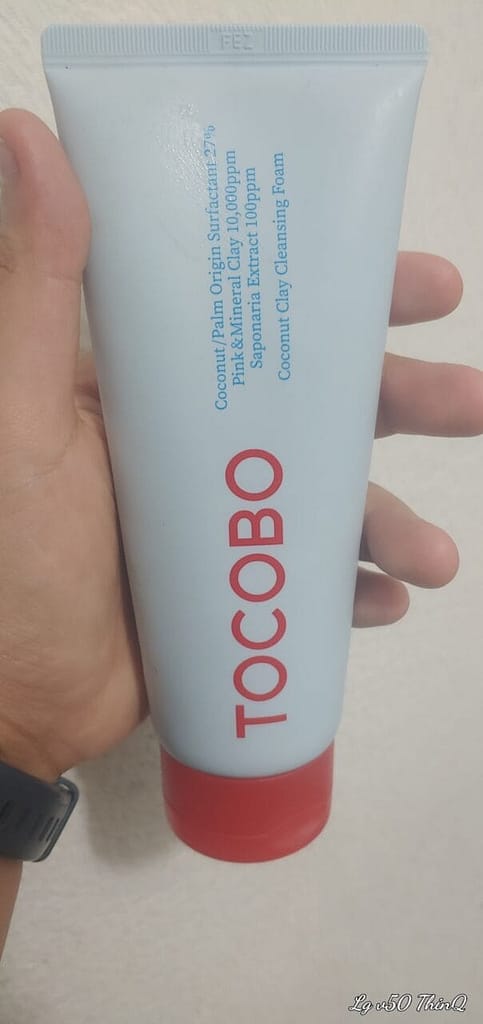 Coconut/Palm Origin Surfactant 27%
Pink&Mineral Clay 10,000ppm
Saponaria Extract 100ppm
Coconut Clay Cleansing Foam
TOCOBO
Lg v50 ThinQ